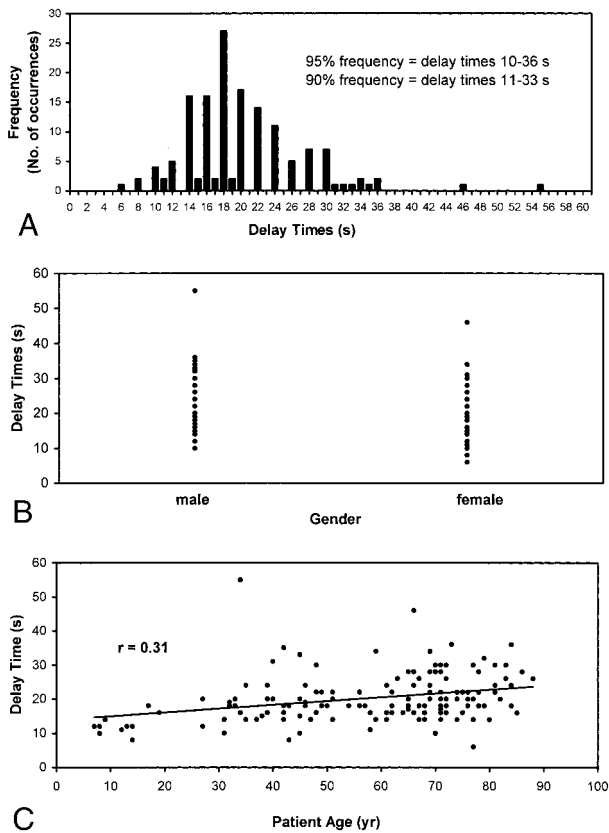 30
25
20
15
10
5
0
Frequency
(No. of occurrences)
95% frequency = delay times 10-36 s
90% frequency = delay times 11-33 s
0 2 4 6 8 10 12 14 16 18 20 22 24 26 28 30 32 34 36 38 40 42 44 46 48 50 52 54 56 58 60
Delay Times (s)
A
60
50
40
30
20
10
0
Delay Times (s)
male female
Gender
B
60
50
40
30
20
10
0
Delay Time (s)
r = 0.31
0 10 20 30 40 50 60 70 80 90 100
Patient Age (yr)
C